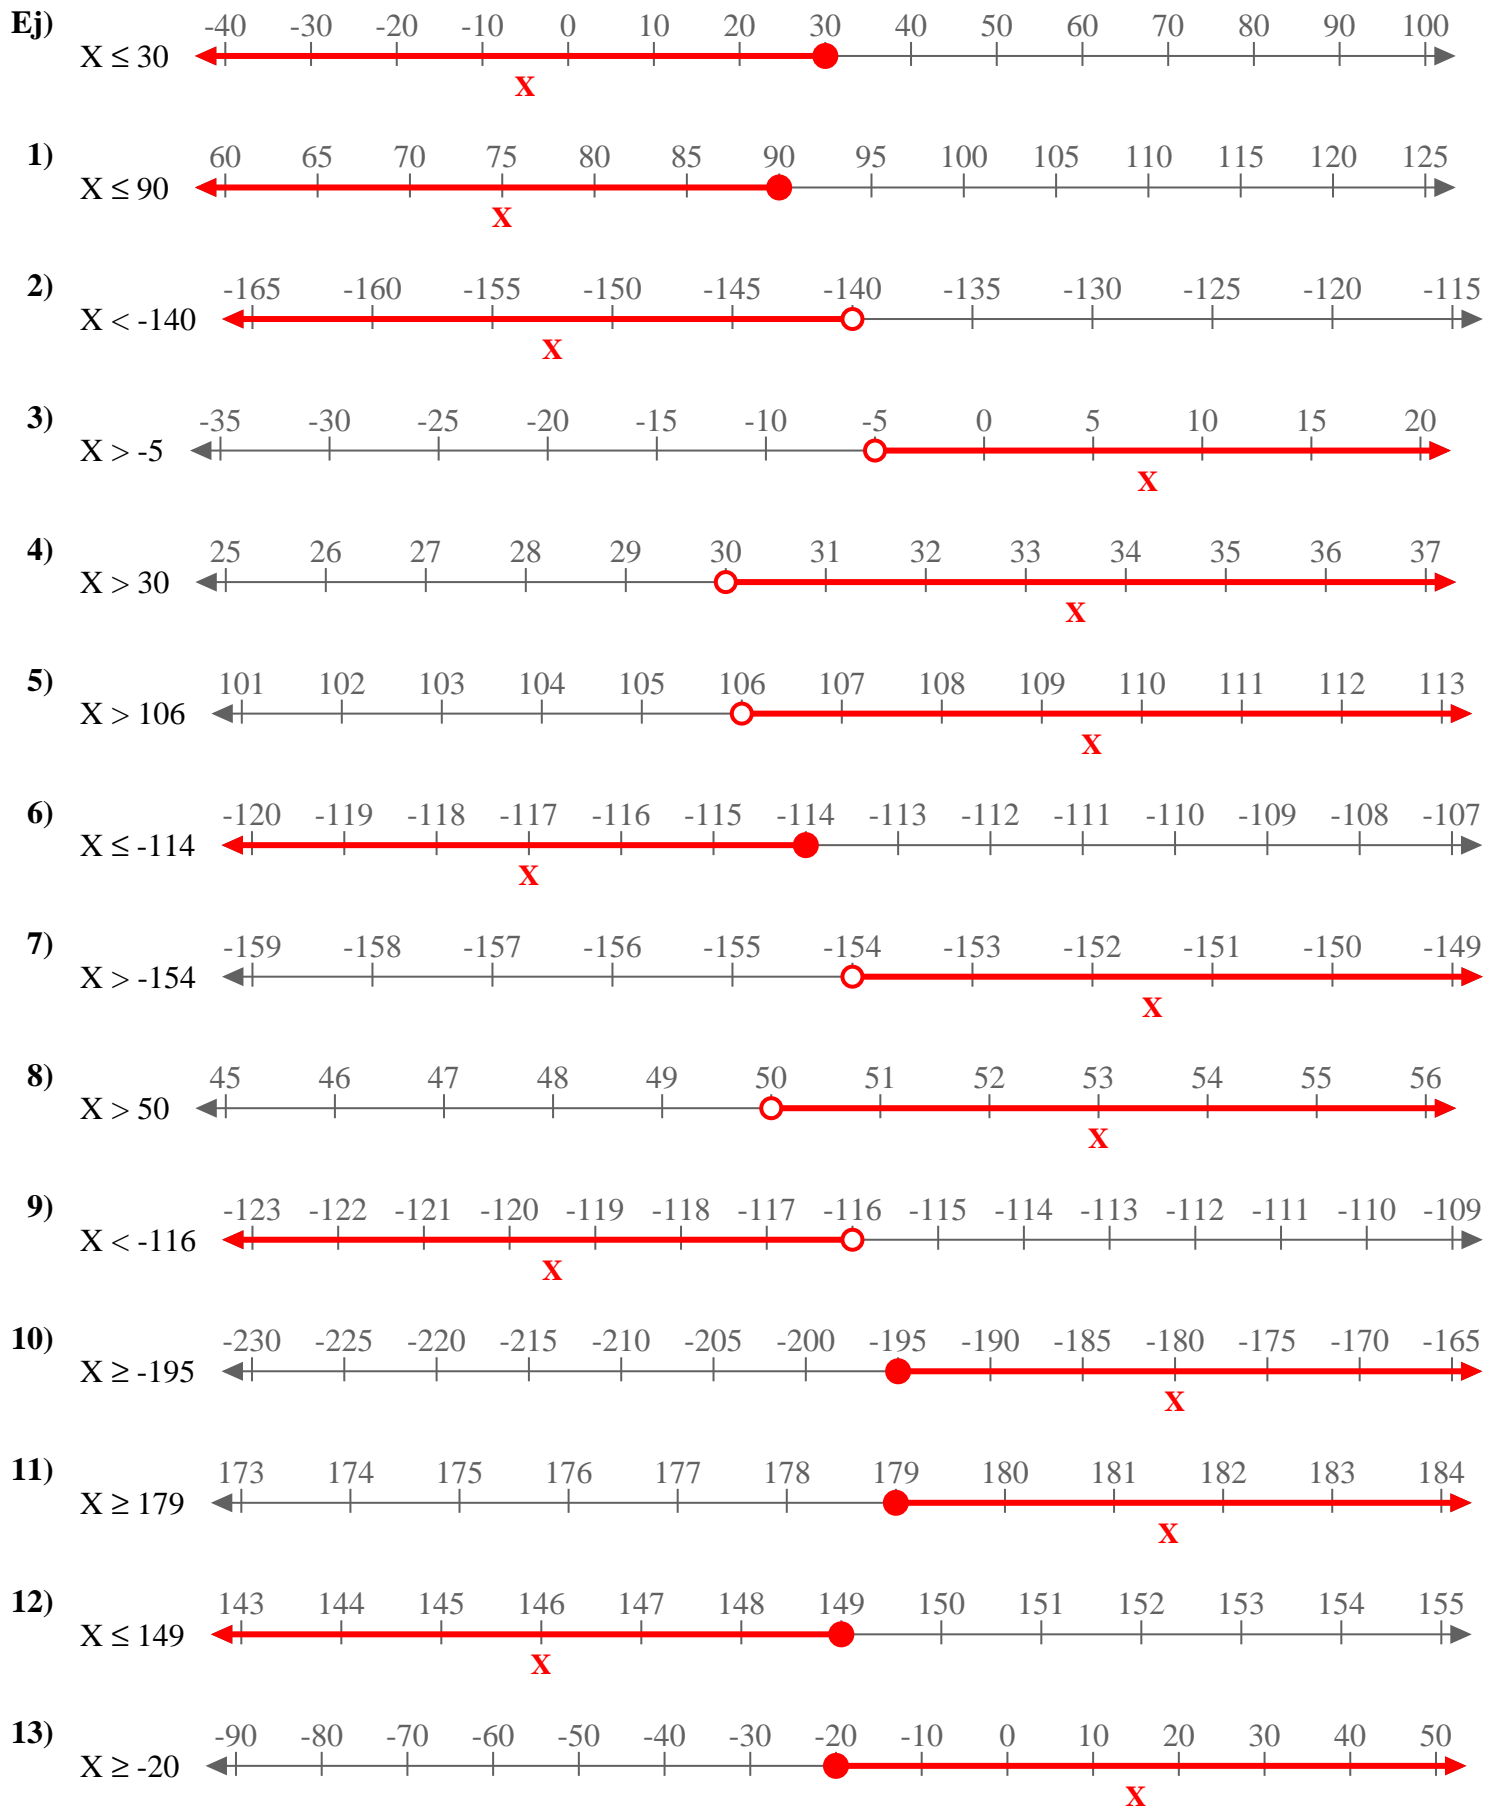 Ej) -40 -30 -20 -10 0 10 20 30 40 50 60 70 80 90 100
X ≤ 30
X
1) 60 65 70 75 80 85 90 95 100 105 110 115 120 125
X ≤ 90
X
2) -165 -160 -155 -150 -145 -140 -135 -130 -125 -120 -115
X < -140
X
3) -35 -30 -25 -20 -15 -10 -5 0 5 10 15 20
X > -5
X
4) 25 26 27 28 29 30 31 32 33 34 35 36 37
X > 30
X
5) 101 102 103 104 105 106 107 108 109 110 111 112 113
X > 106
X
6) -120 -119 -118 -117 -116 -115 -114 -113 -112 -111 -110 -109 -108 -107
X ≤ -114
X
7) -159 -158 -157 -156 -155 -154 -153 -152 -151 -150 -149
X > -154
X
8) 45 46 47 48 49 50 51 52 53 54 55 56
X > 50
X
9) -123 -122 -121 -120 -119 -118 -117 -116 -115 -114 -113 -112 -111 -110 -109
X < -116
X
10) -230 -225 -220 -215 -210 -205 -200 -195 -190 -185 -180 -175 -170 -165
X ≥ -195
X
11) 173 174 175 176 177 178 179 180 181 182 183 184
X ≥ 179
X
12) 143 144 145 146 147 148 149 150 151 152 153 154 155
X ≤ 149
X
13) -90 -80 -70 -60 -50 -40 -30 -20 -10 0 10 20 30 40 50
X ≥ -20
X